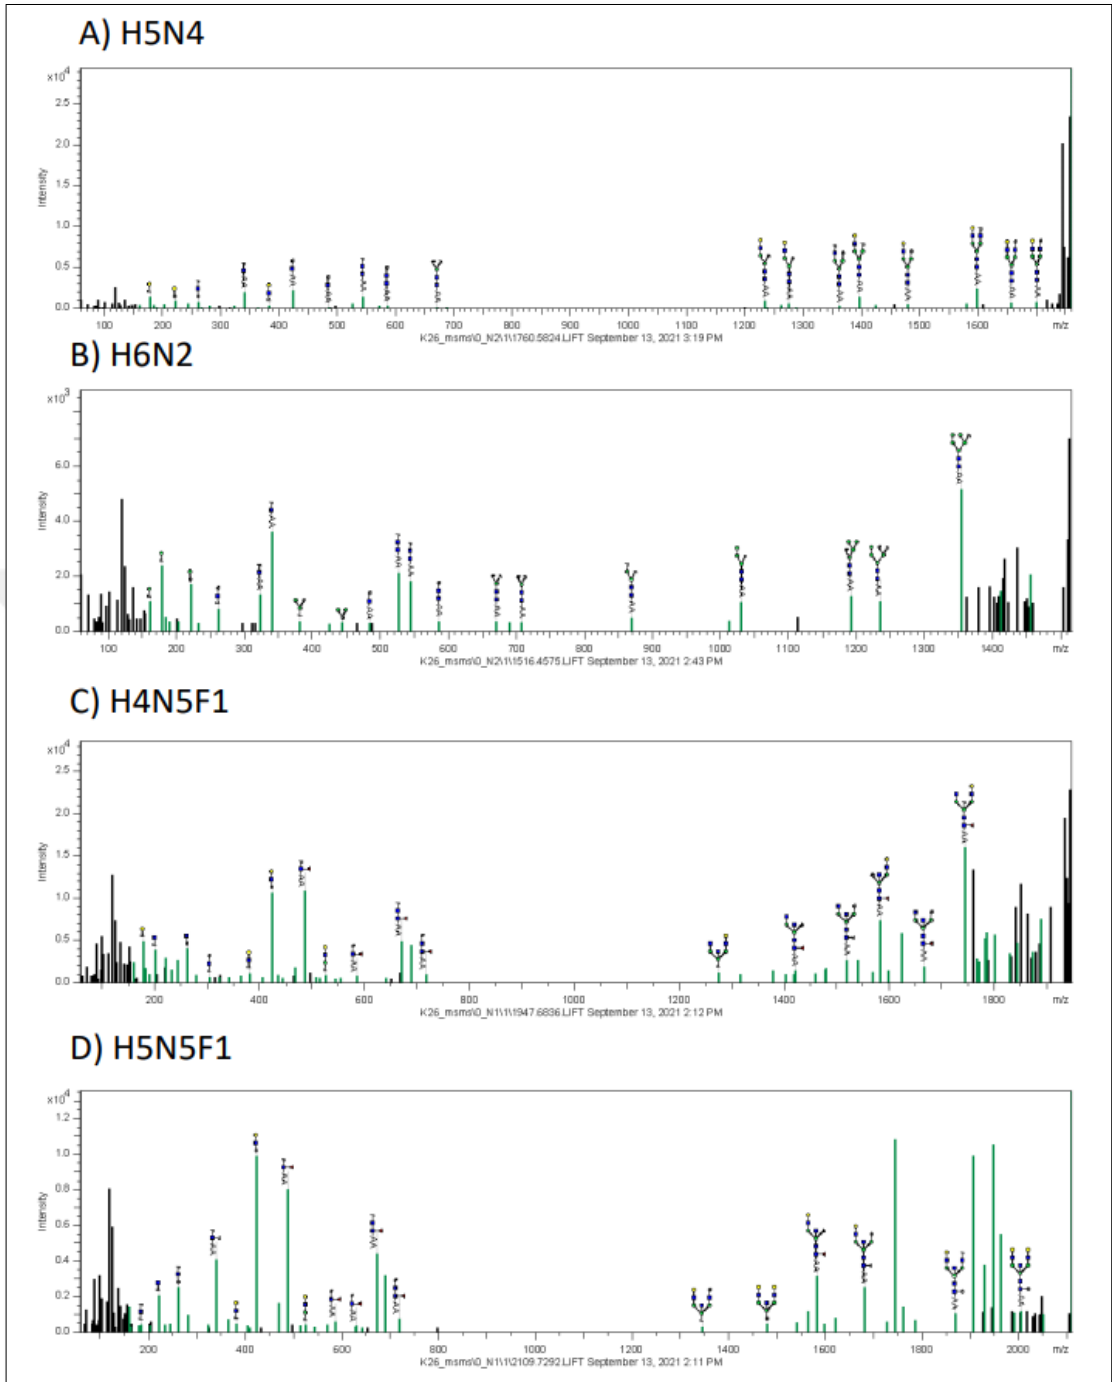 A) H5N4
x10⁴
2.5
2.0
1.5
1.0
0.5
0.0
Intensity
100 200 300 400 500 600 700 800 900 1000 1100 1200 1300 1400 1500 1600 m/z
K26_msms\0_N2\1\1760.5824.LIFT September 13, 2021 3:19 PM
B) H6N2
x10³
6.0
4.0
2.0
0.0
Intensity
100 200 300 400 500 600 700 800 900 1000 1100 1200 1300 1400 m/z
K26_msms\0_N2\1\1516.4575.LIFT September 13, 2021 2:43 PM
C) H4N5F1
x10⁴
2.5
2.0
1.5
1.0
0.5
0.0
Intensity
200 400 600 800 1000 1200 1400 1600 1800 m/z
K26_msms\0_N1\1\1947.6836.LIFT September 13, 2021 2:12 PM
D) H5N5F1
x10⁴
1.2
1.0
0.8
0.6
0.4
0.2
0.0
Intensity
200 400 600 800 1000 1200 1400 1600 1800 2000 m/z
K26_msms\0_N1\1\2109.7292.LIFT September 13, 2021 2:11 PM